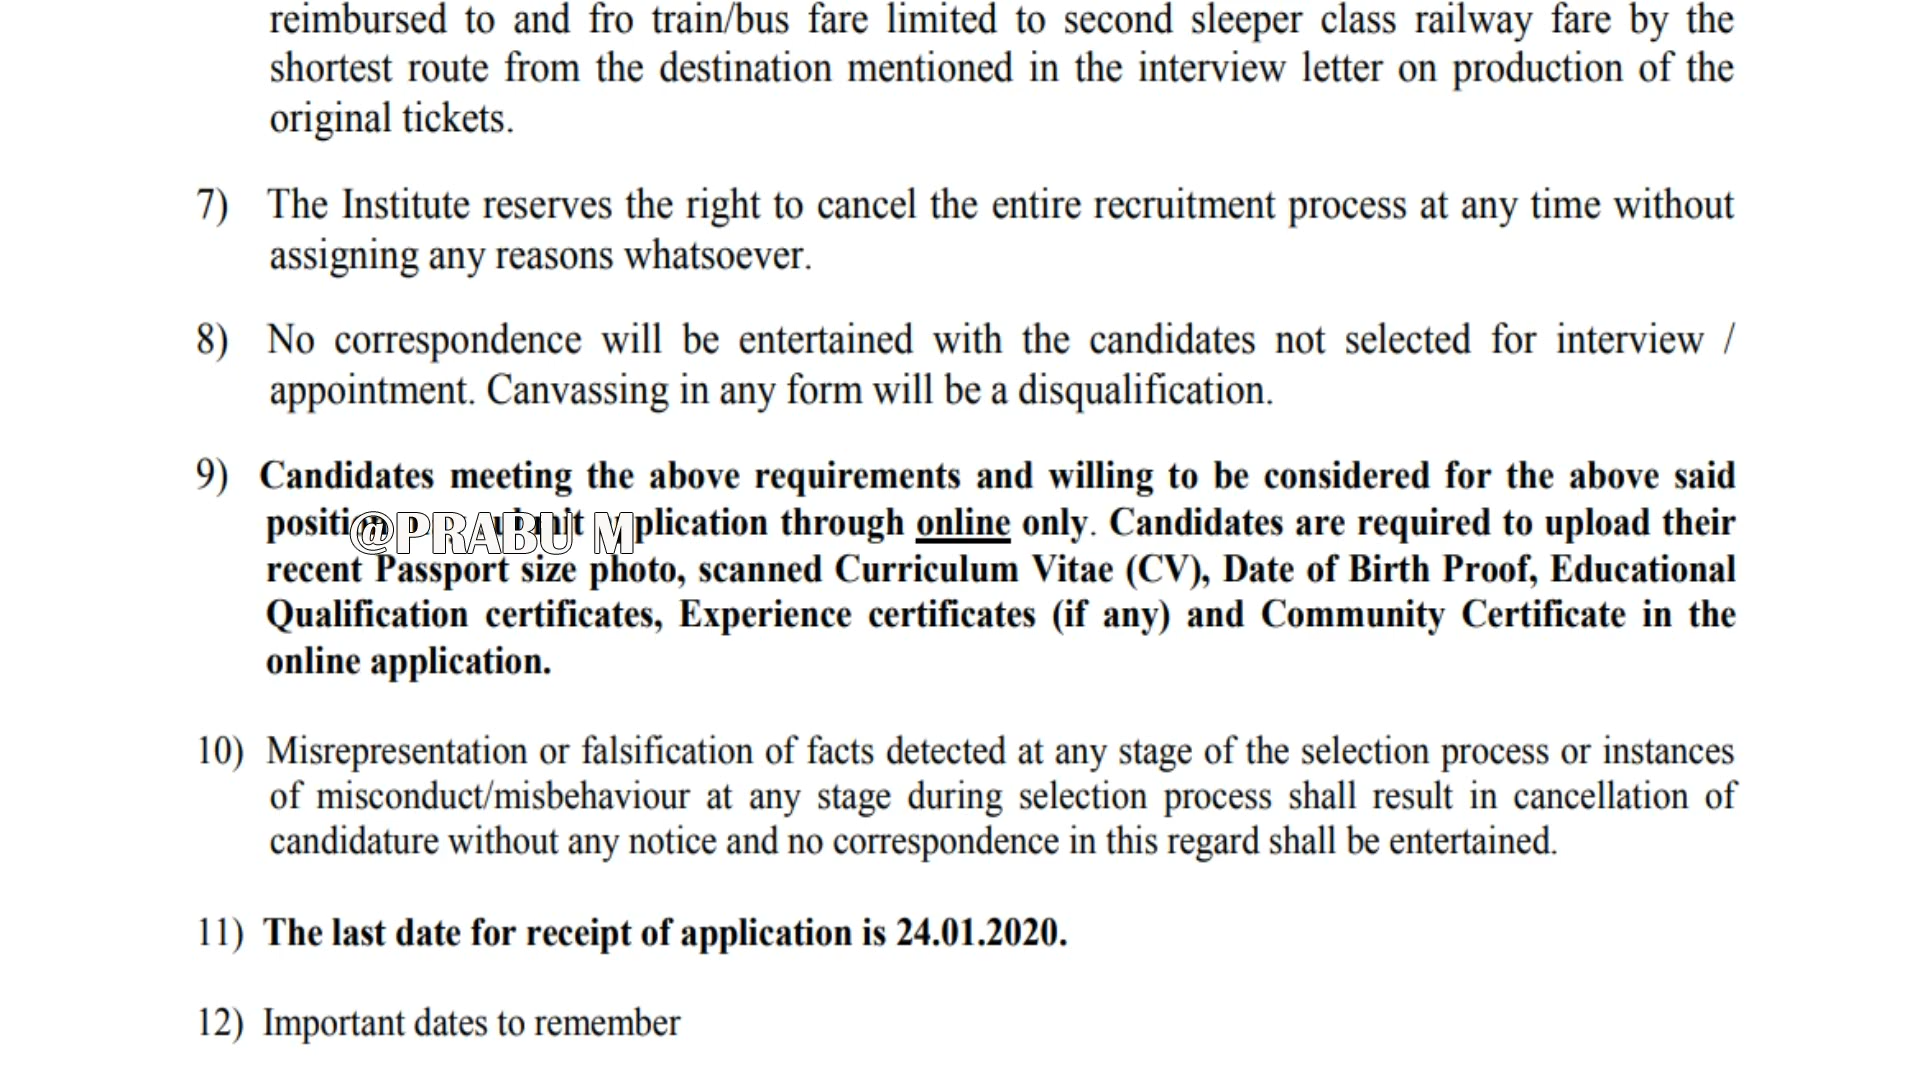 reimbursed to and fro train/bus fare limited to second sleeper class railway fare by the
shortest route from the destination mentioned in the interview letter on production of the
original tickets.
7) The Institute reserves the right to cancel the entire recruitment process at any time without
assigning any reasons whatsoever.
8) No correspondence will be entertained with the candidates not selected for interview /
appointment. Canvassing in any form will be a disqualification.
9) Candidates meeting the above requirements and willing to be considered for the above said
through online only. Candidates are required to upload their
@PRABU M
recent Passport size photo, scanned Curriculum Vitae (CV), Date of Birth Proof, Educational
Qualification certificates, Experience certificates (if any) and Community Certificate in the
online application.
10) Misrepresentation or falsification of facts detected at any stage of the selection process or instances
of misconduct/misbehaviour at any stage during selection process shall result in cancellation of
candidature without any notice and no correspondence in this regard shall be entertained.
11) The last date for receipt of application is 24.01.2020.
12) Important dates to remember